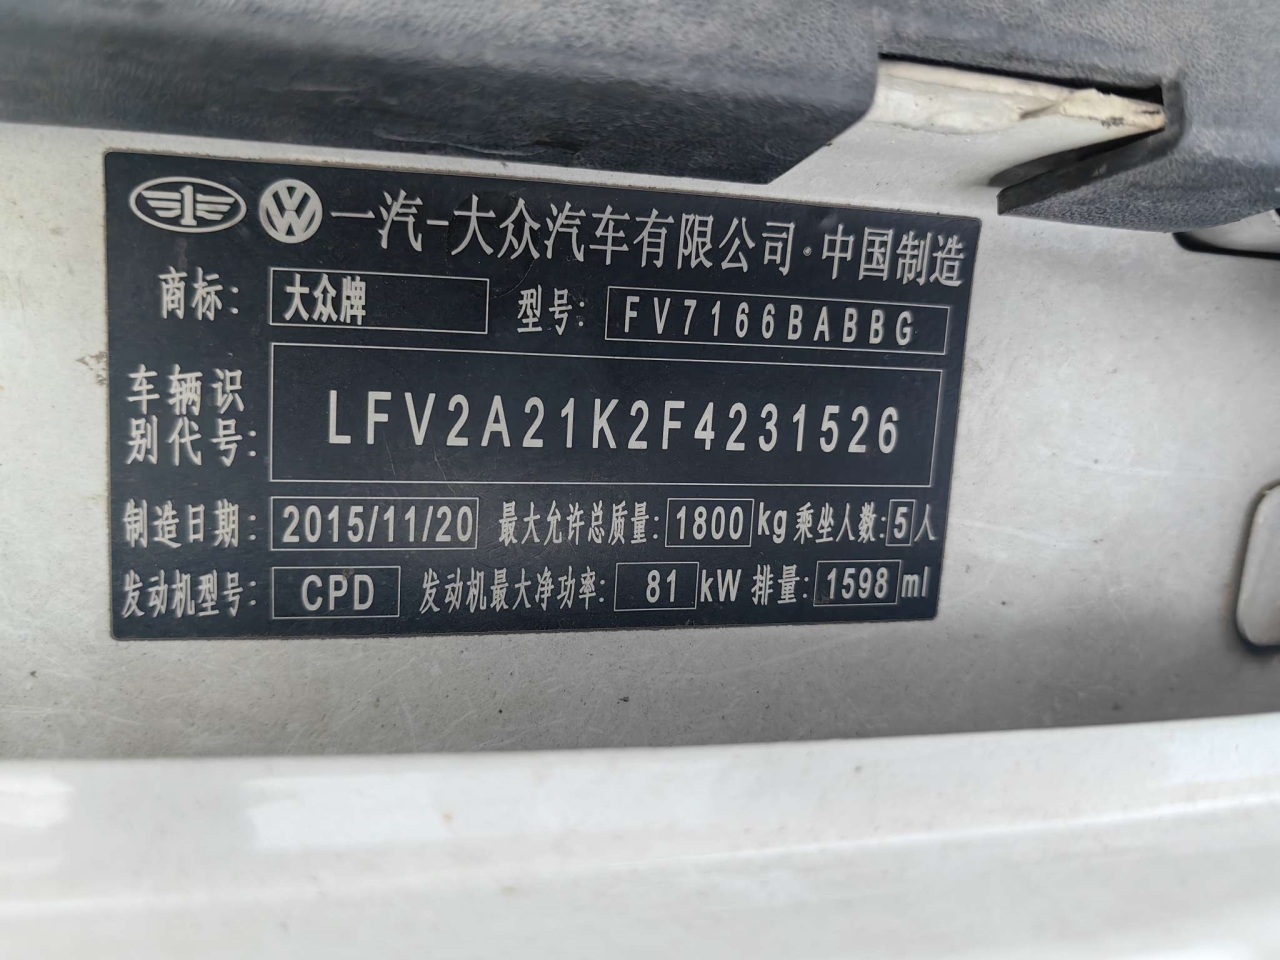 一汽-大众汽车有限公司·中国制造
商标: 大众牌 型号: FV7166BABBG
车辆识
别代号: LFV2A21K2F4231526
制造日期: 2015/11/20 最大允许总质量: 1800 kg 乘坐人数: 5 人
发动机型号: CPD 发动机最大净功率: 81 kW 排量: 1598 ml